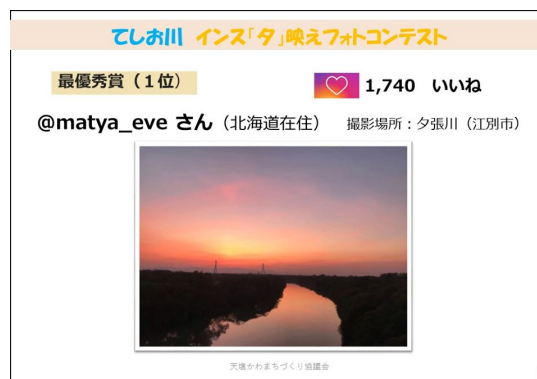 てしお川 インス「夕」映えフォトコンテスト
最優秀賞（１位） 1,740 いいね
@matya_eve さん（北海道在住） 撮影場所：夕張川（江別市）
天塩かわまちづくり協議会